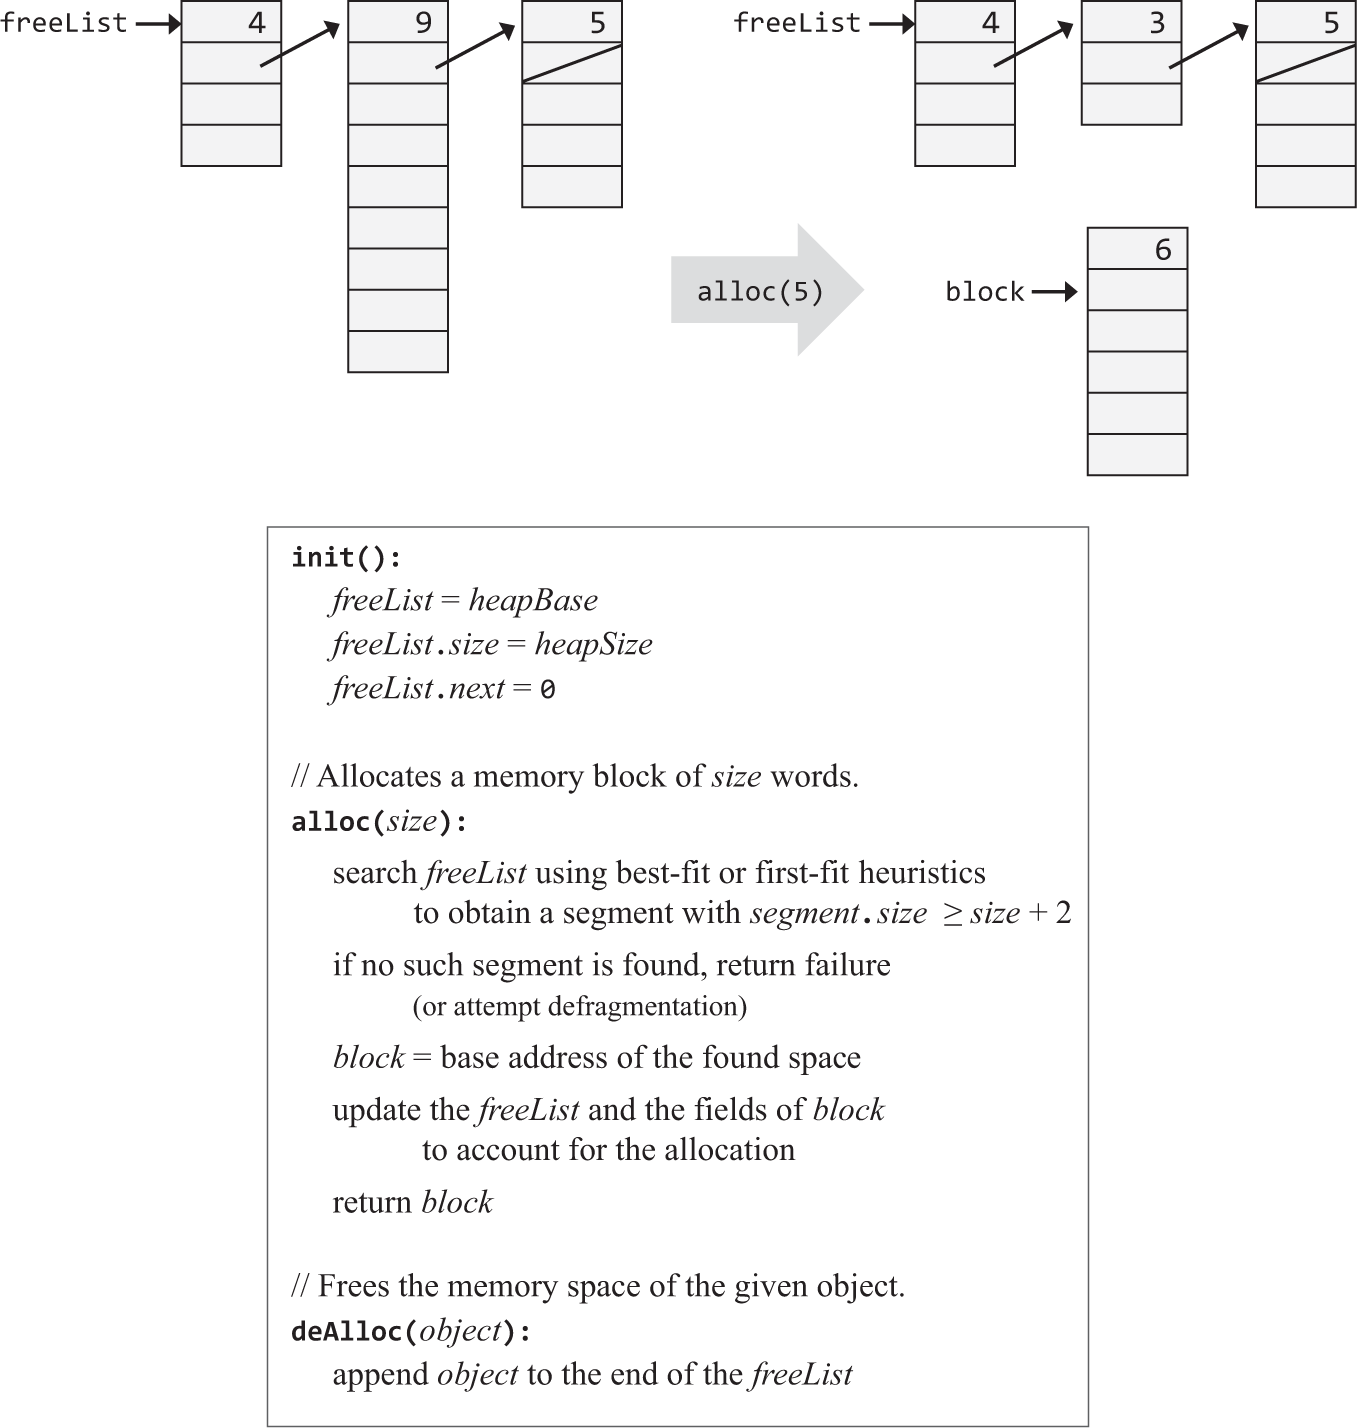 freeList 4 9 5
freeList 4 3 5
alloc(5)
block 6
init():
freeList = heapBase
freeList.size = heapSize
freeList.next = 0
// Allocates a memory block of size words.
alloc(size):
search freeList using best-fit or first-fit heuristics
to obtain a segment with segment.size ≥ size + 2
if no such segment is found, return failure
(or attempt defragmentation)
block = base address of the found space
update the freeList and the fields of block
to account for the allocation
return block
// Frees the memory space of the given object.
deAlloc(object):
append object to the end of the freeList